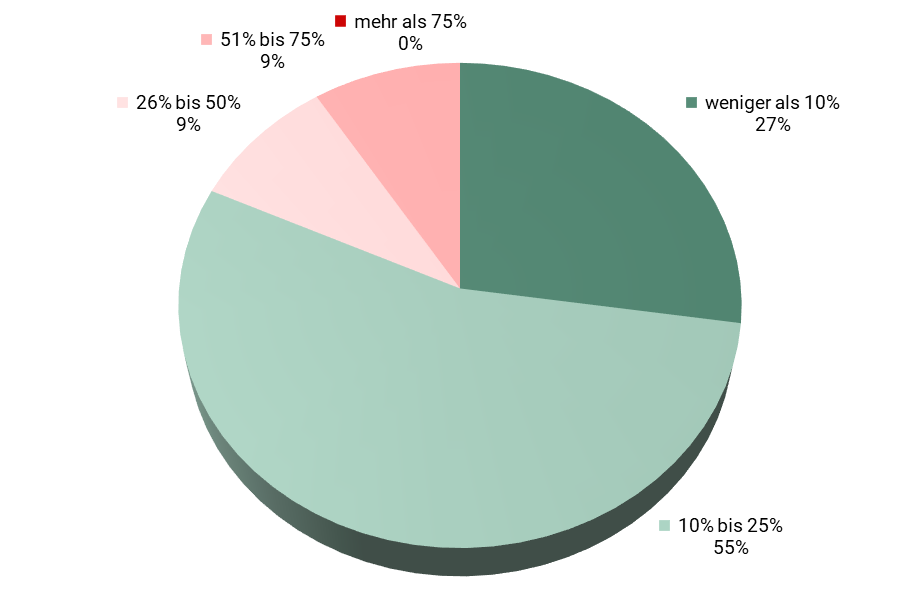 mehr als 75%
0%
51% bis 75%
9%
26% bis 50%
9%
weniger als 10%
27%
10% bis 25%
55%